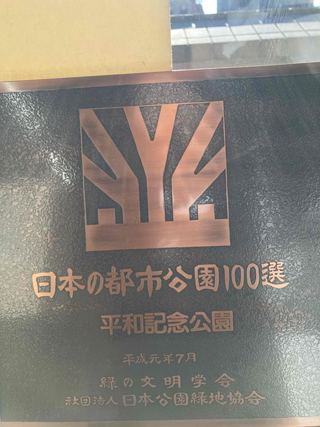 日本の都市公園100選
平和記念公園
平成元年7月
緑の文明学会
社団法人日本公園緑地協会